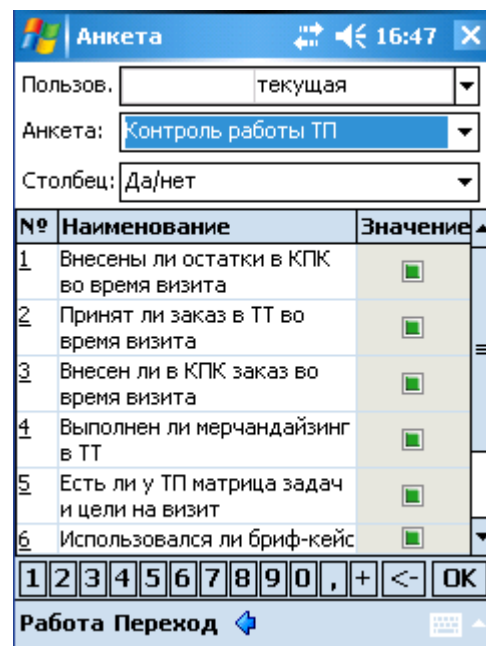 Анкета 16:47
Пользов. текущая
Анкета: Контроль работы ТП
Столбец: Да/нет
№ Наименование Значение
1 Внесены ли остатки в КПК
во время визита
2 Принят ли заказ в ТТ во
время визита
3 Внесен ли в КПК заказ во
время визита
4 Выполнен ли мерчандайзинг
в ТТ
5 Есть ли у ТП матрица задач
и цели на визит
6 Использовался ли бриф-кейс
1 2 3 4 5 6 7 8 9 0 , + <- OK
Работа Переход